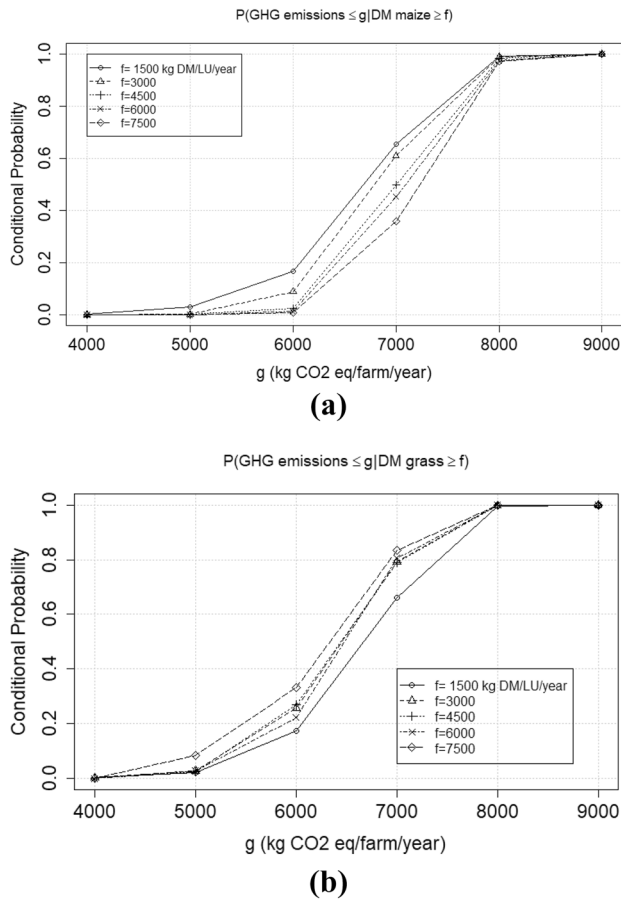 P(GHG emissions ≤ g|DM maize ≥ f)
Conditional Probability
1.0
0.8
0.6
0.4
0.2
0.0
f= 1500 kg DM/LU/year
f=3000
f=4500
f=6000
f=7500
4000 5000 6000 7000 8000 9000
g (kg CO2 eq/farm/year)
(a)
P(GHG emissions ≤ g|DM grass ≥ f)
Conditional Probability
1.0
0.8
0.6
0.4
0.2
0.0
f= 1500 kg DM/LU/year
f=3000
f=4500
f=6000
f=7500
4000 5000 6000 7000 8000 9000
g (kg CO2 eq/farm/year)
(b)